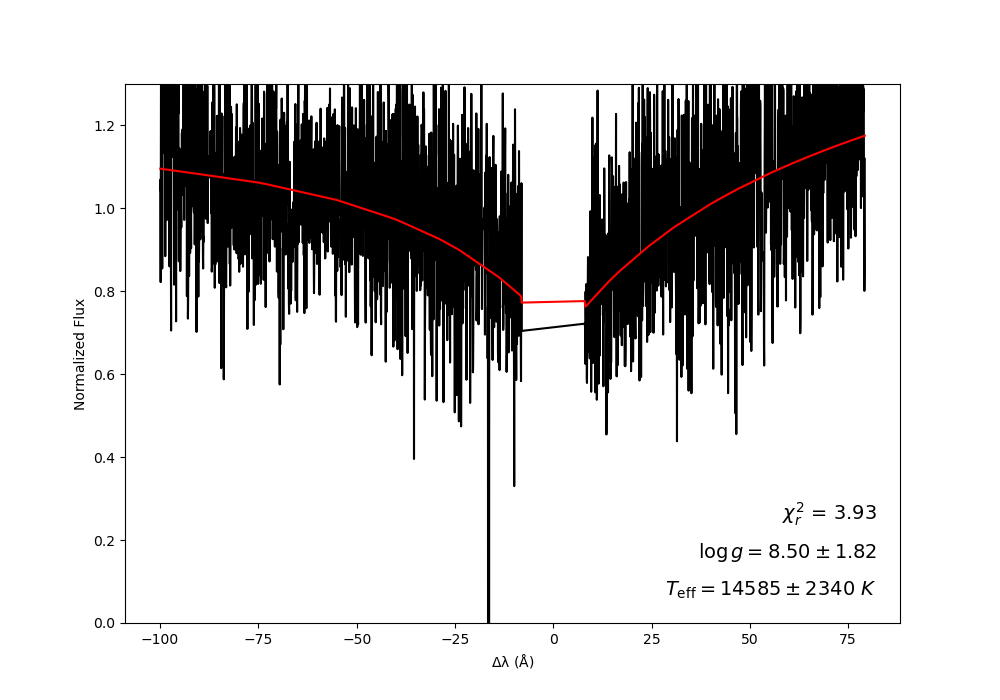 1.2
1.0
0.8
0.6
0.4
0.2
0.0
Normalized Flux
χ²ᵣ = 3.93
log g = 8.50 ± 1.82
T_eff = 14585 ± 2340 K
−100 −75 −50 −25 0 25 50 75
Δλ (Å)